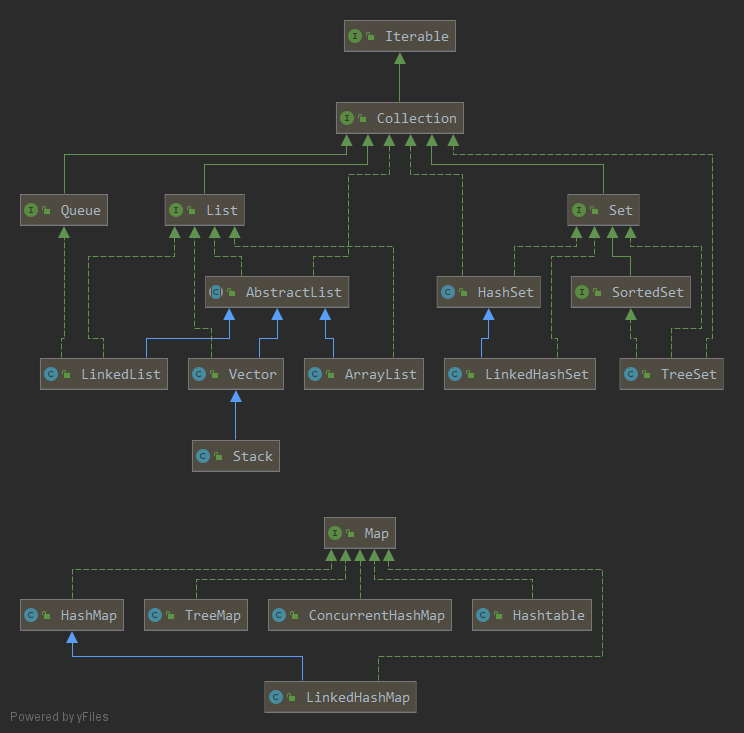 Iterable
Collection
Queue
List
Set
AbstractList
HashSet
SortedSet
LinkedList
Vector
ArrayList
LinkedHashSet
TreeSet
Stack
Map
HashMap
TreeMap
ConcurrentHashMap
Hashtable
LinkedHashMap
Powered by yFiles